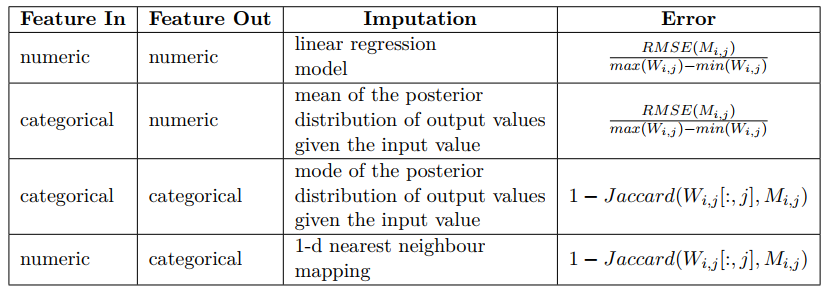 Feature In Feature Out Imputation Error
numeric numeric linear regression model RMSE(M_{i,j}) / max(W_{i,j})−min(W_{i,j})
categorical numeric mean of the posterior distribution of output values given the input value RMSE(M_{i,j}) / max(W_{i,j})−min(W_{i,j})
categorical categorical mode of the posterior distribution of output values given the input value 1 − Jaccard(W_{i,j}[:, j], M_{i,j})
numeric categorical 1-d nearest neighbour mapping 1 − Jaccard(W_{i,j}[:, j], M_{i,j})